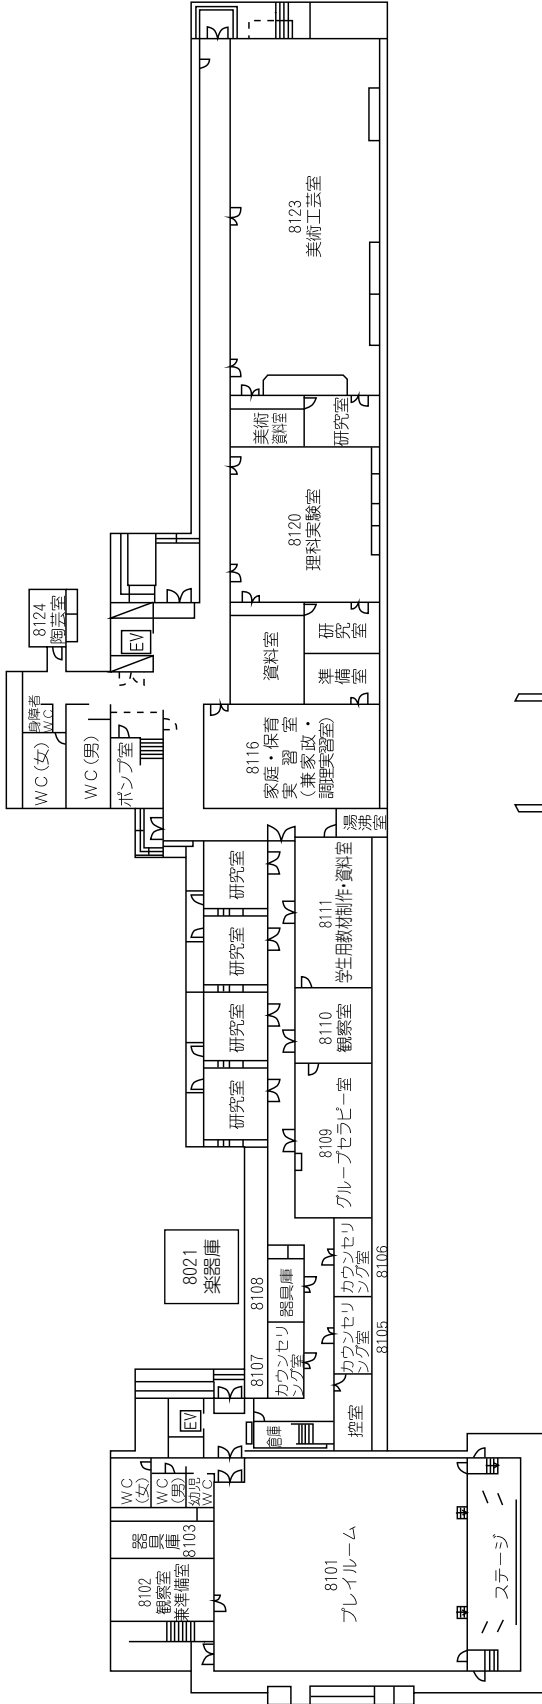 8123
美術工芸室
美術
資料室
研究室
8120
理科実験室
8124
陶芸室
EV
資料室
研究室
準備室
身障者
W.C
WC(女)
WC(男)
ポンプ室
8116
家庭・保育
実習室
(兼家政・
調理実習室)
湯沸室
研究室
研究室
研究室
研究室
8111
学生用教材制作・資料室
8110
観察室
8109
グループセラピー室
8021
楽器庫
8108
器具庫
8107
カウンセリ
ング室
カウンセリ
ング室
8106
カウンセリ
ング室
8105
控室
倉庫
EV
WC
(女)
WC
(男)
幼児
WC
器具庫
8103
8102
観察室
兼準備室
8101
プレイルーム
ステージ